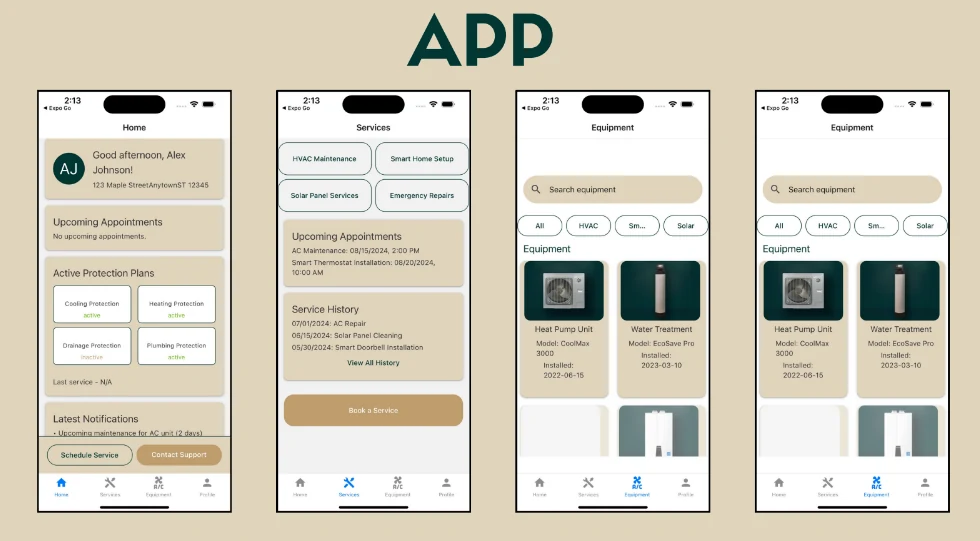 APP
2:13
◄ Expo Go
Home
AJ
Good afternoon, Alex
Johnson!
123 Maple StreetAnytownST 12345
Upcoming Appointments
No upcoming appointments.
Active Protection Plans
Cooling Protection
active
Heating Protection
active
Drainage Protection
inactive
Plumbing Protection
active
Last service - N/A
Latest Notifications
• Upcoming maintenance for AC unit (2 days)
Schedule Service
Contact Support
Home
Services
A/C
Equipment
Profile
2:13
◄ Expo Go
Services
HVAC Maintenance
Smart Home Setup
Solar Panel Services
Emergency Repairs
Upcoming Appointments
AC Maintenance: 08/15/2024, 2:00 PM
Smart Thermostat Installation: 08/20/2024,
10:00 AM
Service History
07/01/2024: AC Repair
06/15/2024: Solar Panel Cleaning
05/30/2024: Smart Doorbell Installation
View All History
Book a Service
Home
Services
A/C
Equipment
Profile
2:13
◄ Expo Go
Equipment
Search equipment
All
HVAC
Sm...
Solar
Equipment
Heat Pump Unit
Model: CoolMax
3000
Installed:
2022-06-15
Water Treatment
Model: EcoSave Pro
Installed:
2023-03-10
Home
Services
A/C
Equipment
Profile
2:13
◄ Expo Go
Equipment
Search equipment
All
HVAC
Sm...
Solar
Equipment
Heat Pump Unit
Model: CoolMax
3000
Installed:
2022-06-15
Water Treatment
Model: EcoSave Pro
Installed:
2023-03-10
Home
Services
A/C
Equipment
Profile